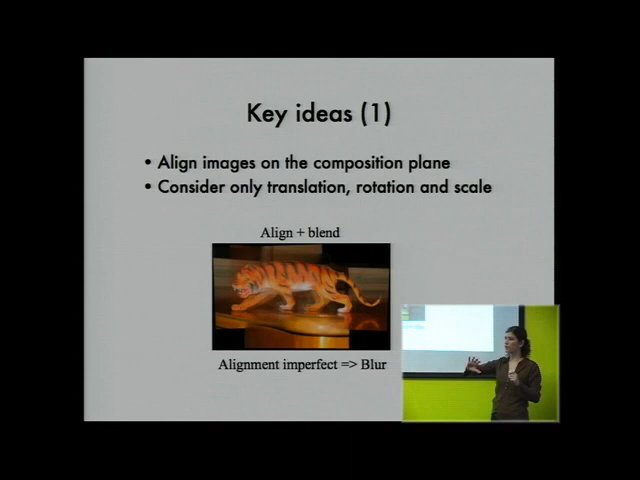 Key ideas (1)
• Align images on the composition plane
• Consider only translation, rotation and scale
Align + blend
Alignment imperfect => Blur